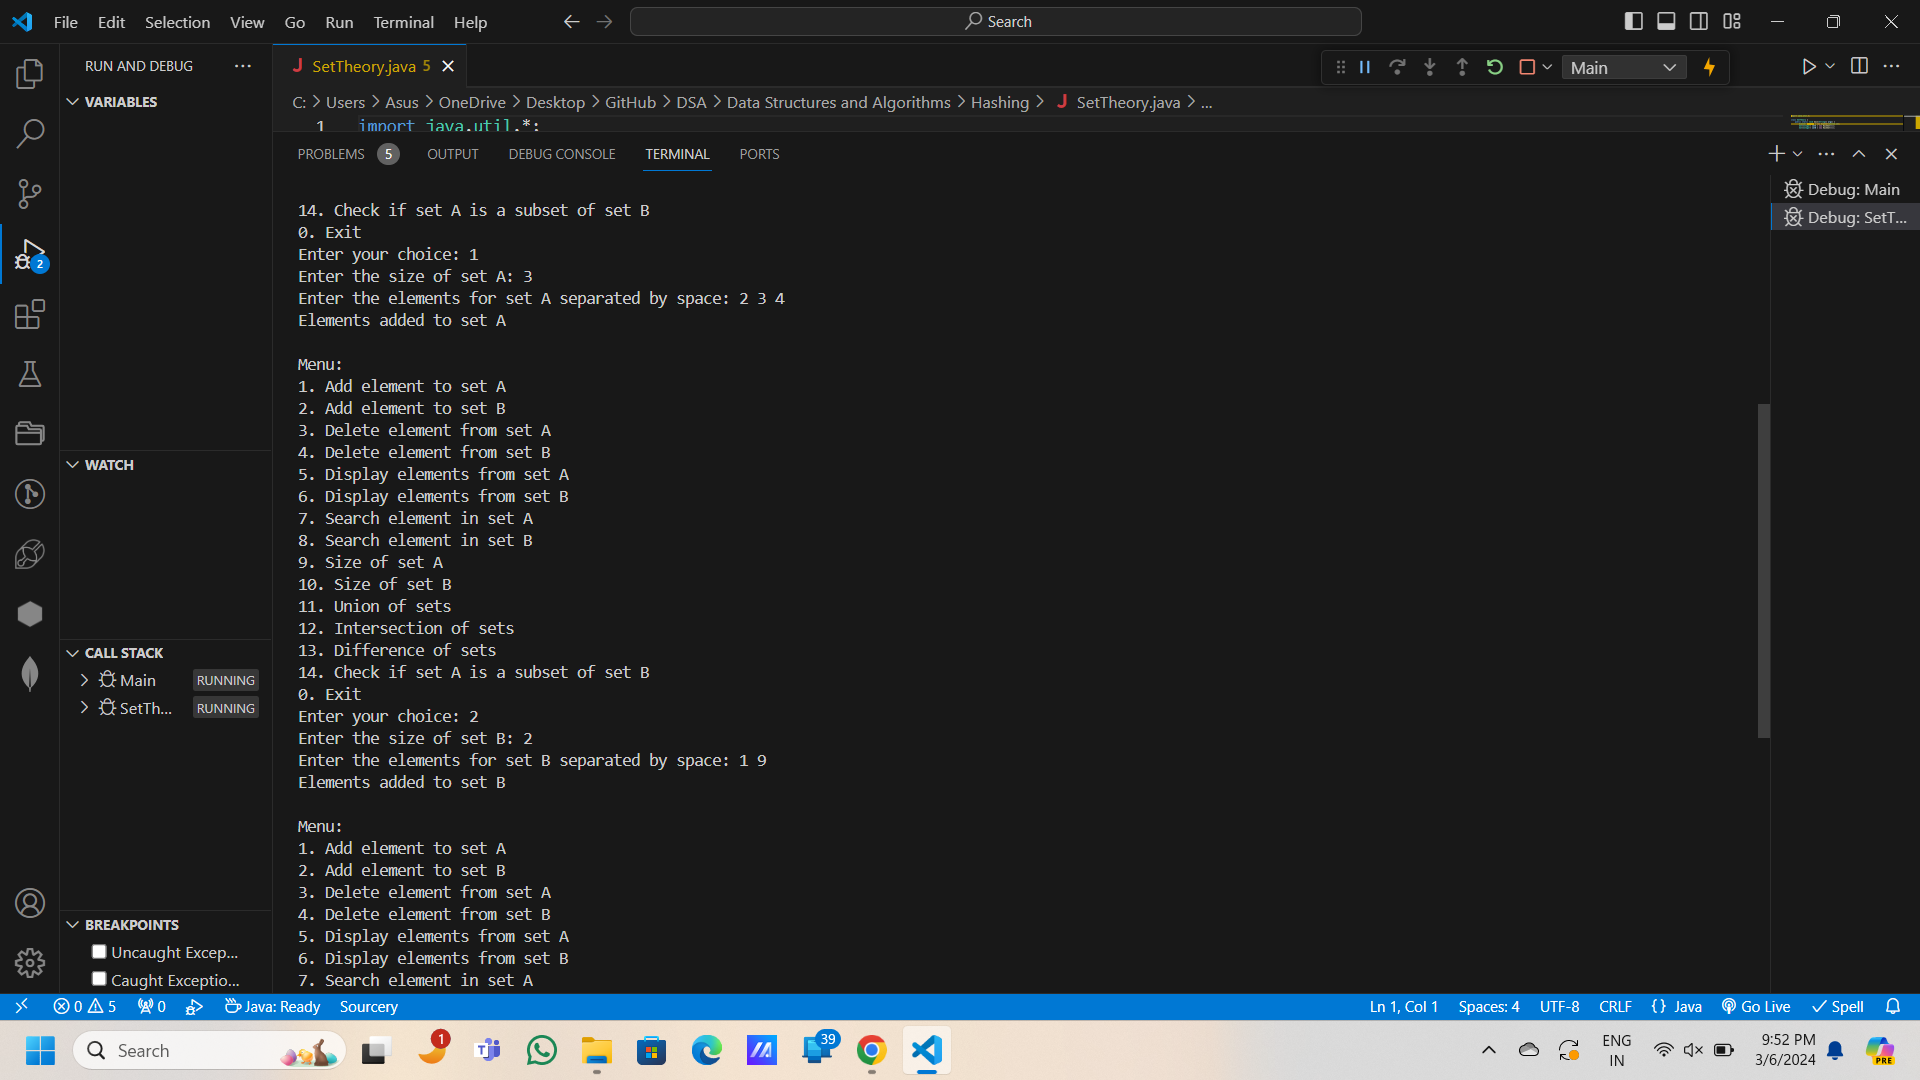 File Edit Selection View Go Run Terminal Help
Search
RUN AND DEBUG
SetTheory.java 5
Main
VARIABLES
C: > Users > Asus > OneDrive > Desktop > GitHub > DSA > Data Structures and Algorithms > Hashing > SetTheory.java > ...
1 import java.util.*;
PROBLEMS 5 OUTPUT DEBUG CONSOLE TERMINAL PORTS
Debug: Main
Debug: SetT...
14. Check if set A is a subset of set B
0. Exit
Enter your choice: 1
Enter the size of set A: 3
Enter the elements for set A separated by space: 2 3 4
Elements added to set A
Menu:
1. Add element to set A
2. Add element to set B
3. Delete element from set A
4. Delete element from set B
5. Display elements from set A
6. Display elements from set B
7. Search element in set A
8. Search element in set B
9. Size of set A
10. Size of set B
11. Union of sets
12. Intersection of sets
13. Difference of sets
14. Check if set A is a subset of set B
0. Exit
Enter your choice: 2
Enter the size of set B: 2
Enter the elements for set B separated by space: 1 9
Elements added to set B
Menu:
1. Add element to set A
2. Add element to set B
3. Delete element from set A
4. Delete element from set B
5. Display elements from set A
6. Display elements from set B
7. Search element in set A
2
WATCH
CALL STACK
Main RUNNING
SetTh... RUNNING
BREAKPOINTS
Uncaught Excep...
Caught Exceptio...
0 5 0 Java: Ready Sourcery
Ln 1, Col 1 Spaces: 4 UTF-8 CRLF {} Java Go Live Spell
Search
1
39
ENG
IN
9:52 PM
3/6/2024
PRE